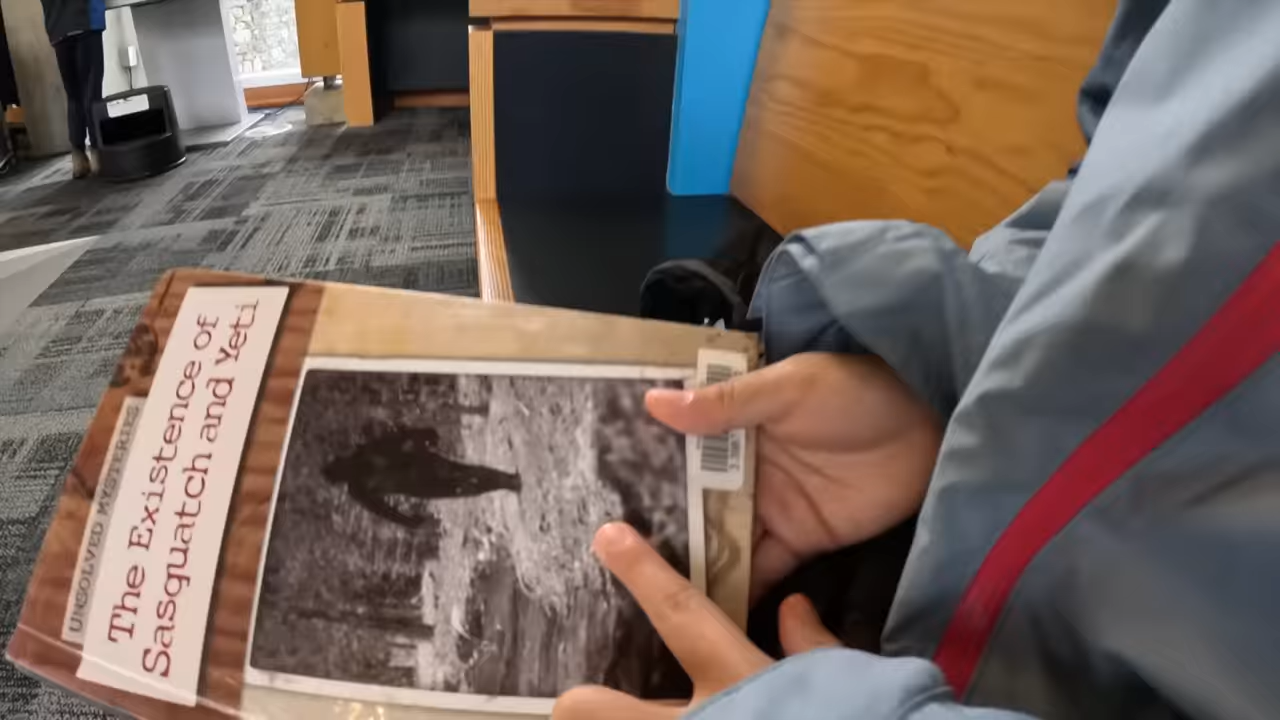 UNSOLVED MYSTERIES
The Existence of
Sasquatch and Yeti